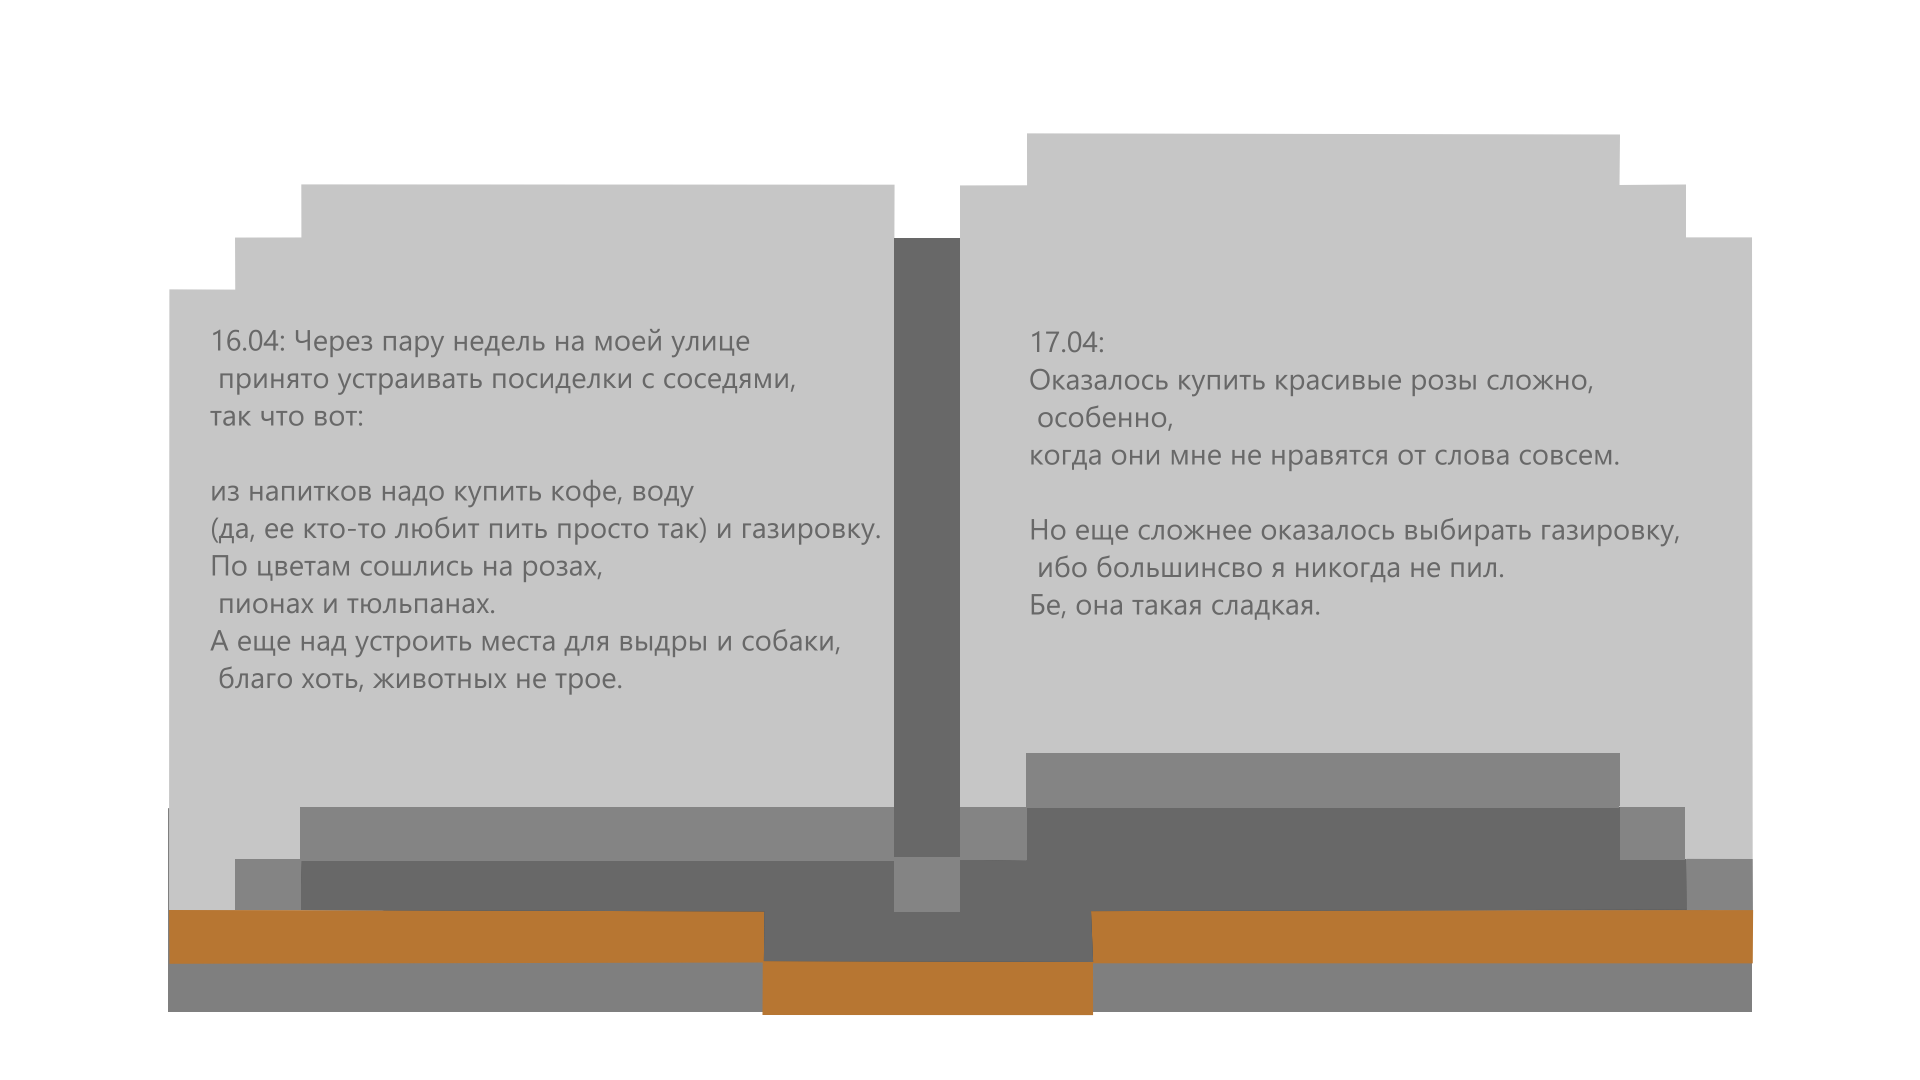 16.04: Через пару недель на моей улице
принято устраивать посиделки с соседями,
так что вот:
из напитков надо купить кофе, воду
(да, ее кто-то любит пить просто так) и газировку.
По цветам сошлись на розах,
пионах и тюльпанах.
А еще над устроить места для выдры и собаки,
благо хоть, животных не трое.
17.04:
Оказалось купить красивые розы сложно,
особенно,
когда они мне не нравятся от слова совсем.
Но еще сложнее оказалось выбирать газировку,
ибо большинсво я никогда не пил.
Бе, она такая сладкая.